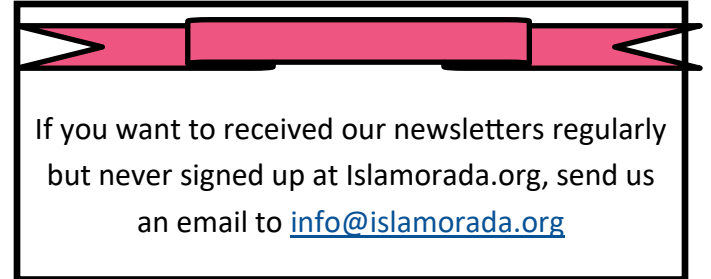 If you want to received our newsletters regularly
but never signed up at Islamorada.org, send us
an email to info@islamorada.org